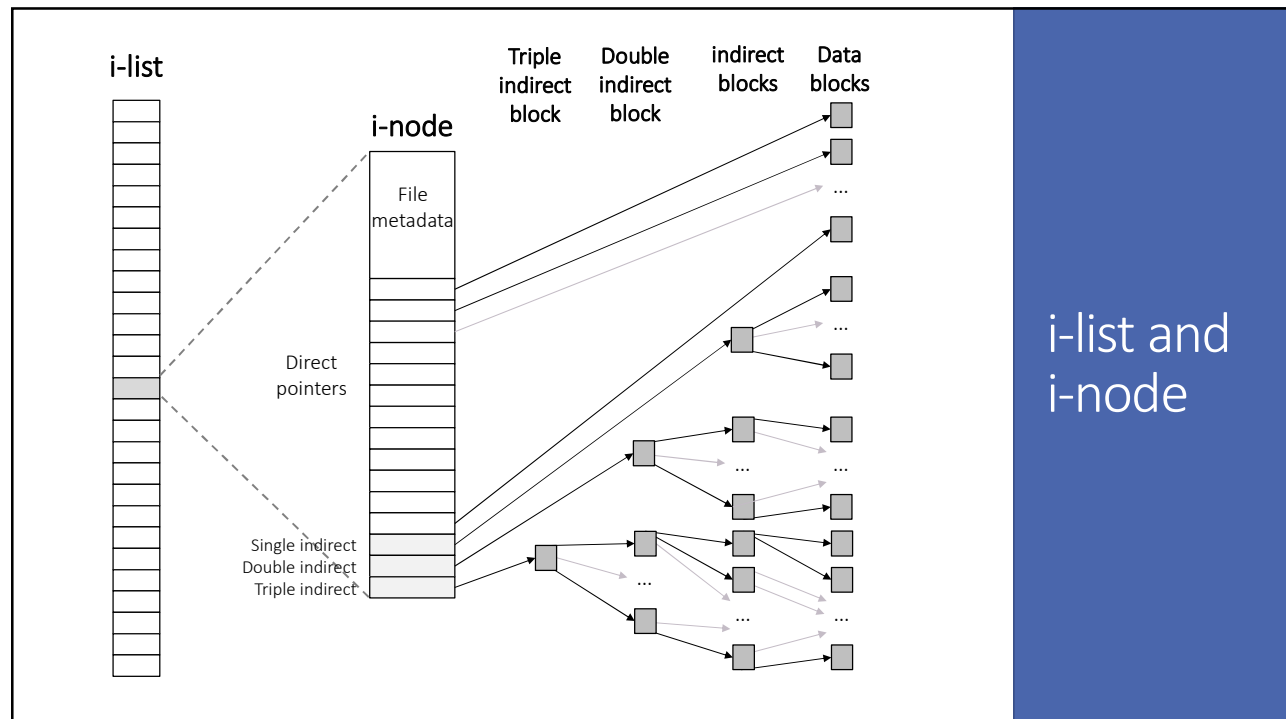 i-list
i-node
Triple
indirect
block
Double
indirect
block
indirect
blocks
Data
blocks
File
metadata
Direct
pointers
Single indirect
Double indirect
Triple indirect
...
...
...
...
...
...
...
i-list and
i-node